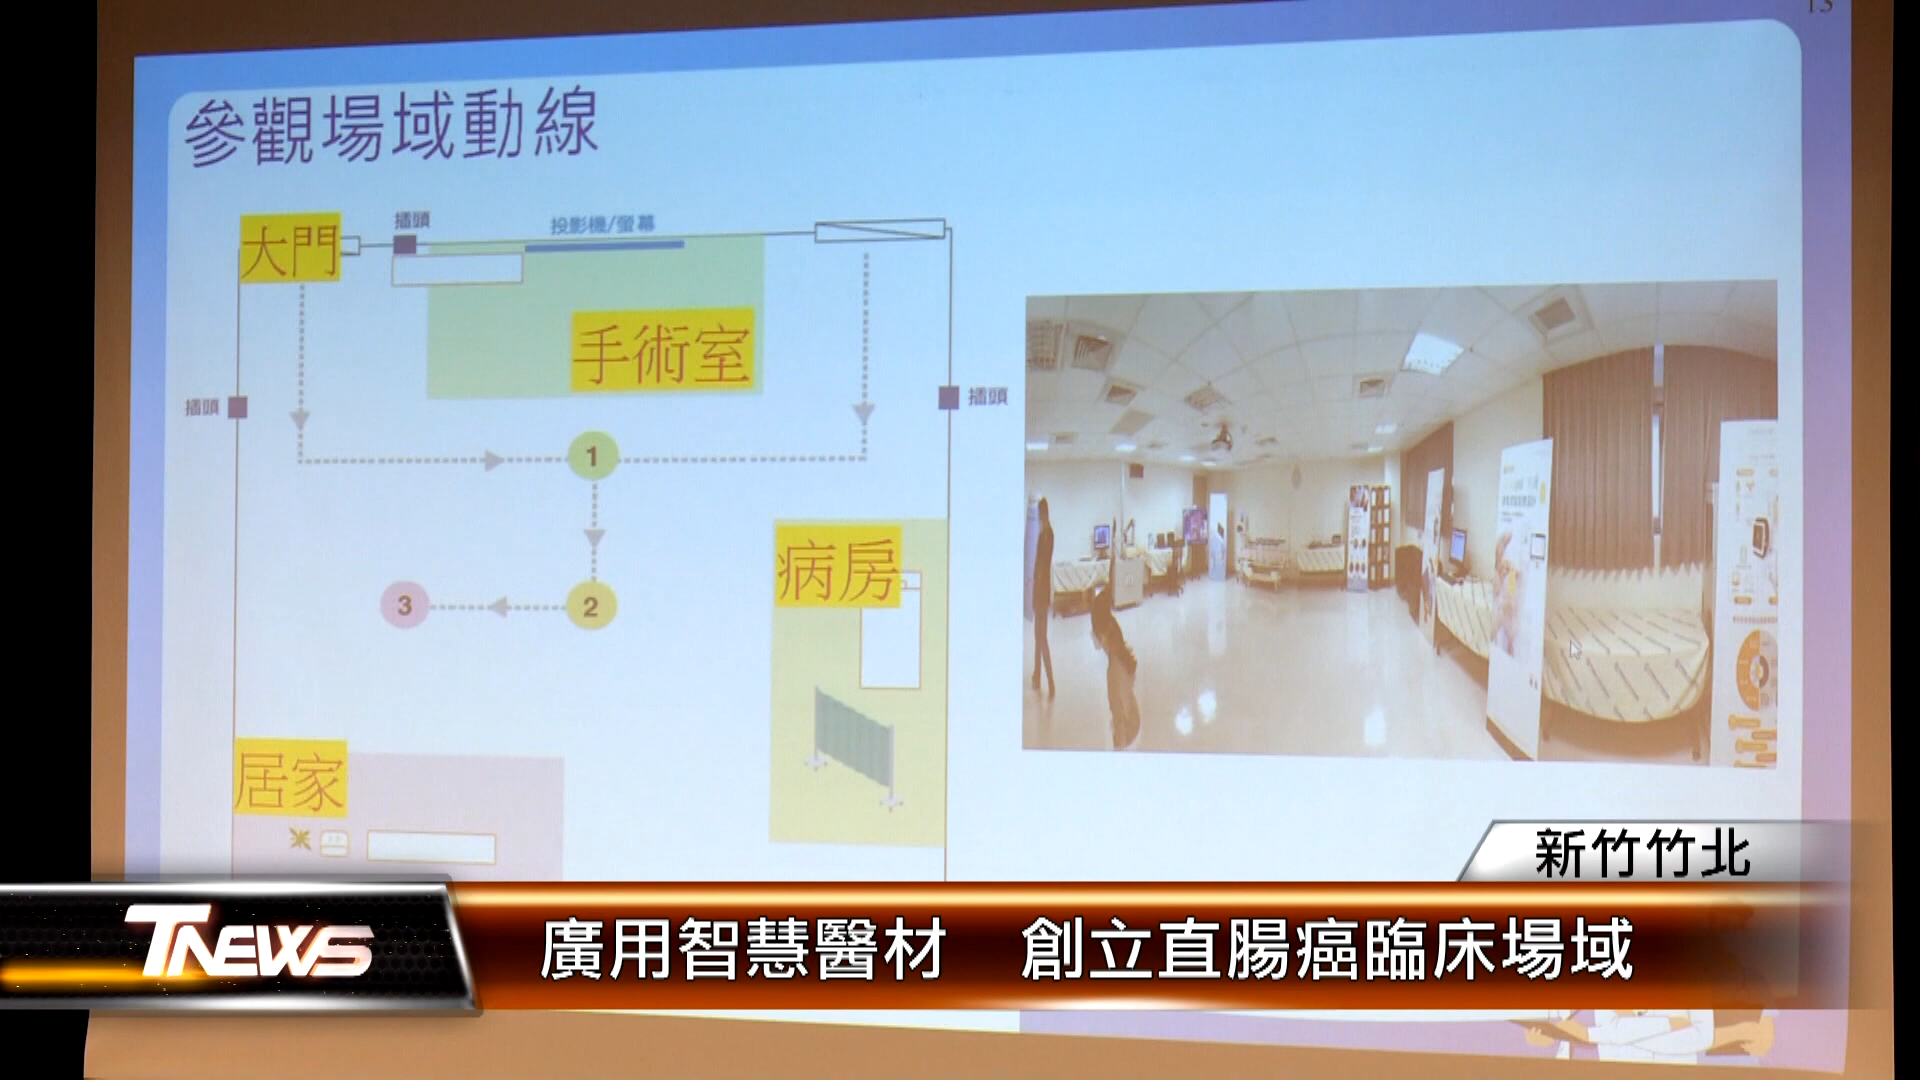 參觀場域動線
大門
插頭
投影機/螢幕
手術室
插頭
插頭
1
病房
3
2
居家
新竹竹北
TNEWS
廣用智慧醫材 創立直腸癌臨床場域